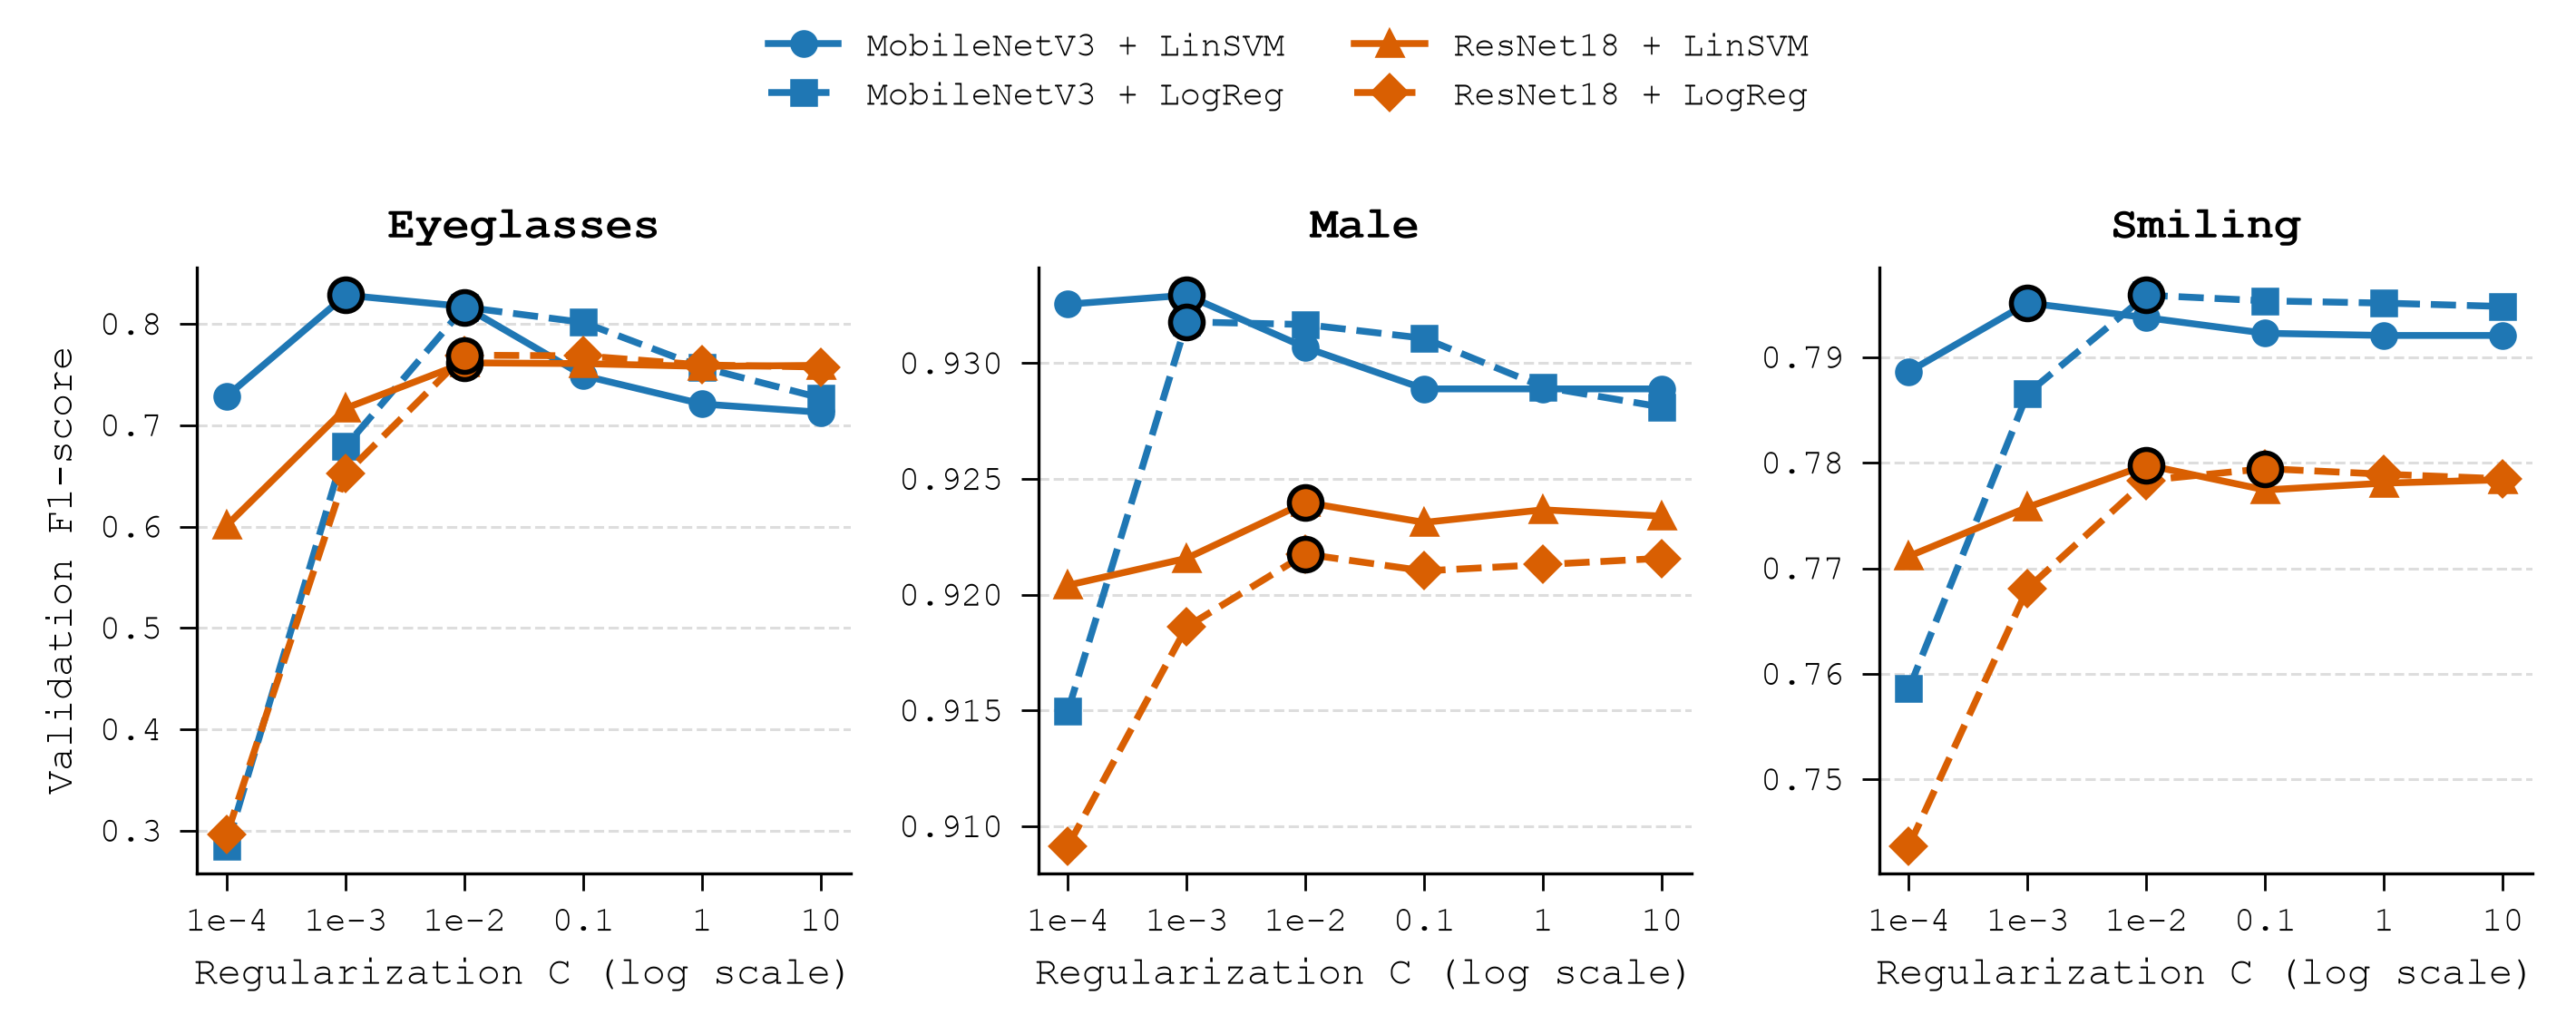 MobileNetV3 + LinSVM
MobileNetV3 + LogReg
ResNet18 + LinSVM
ResNet18 + LogReg
Eyeglasses
Validation F1-score
0.8
0.7
0.6
0.5
0.4
0.3
1e-4 1e-3 1e-2 0.1 1 10
Regularization C (log scale)
Male
0.930
0.925
0.920
0.915
0.910
1e-4 1e-3 1e-2 0.1 1 10
Regularization C (log scale)
Smiling
0.79
0.78
0.77
0.76
0.75
1e-4 1e-3 1e-2 0.1 1 10
Regularization C (log scale)